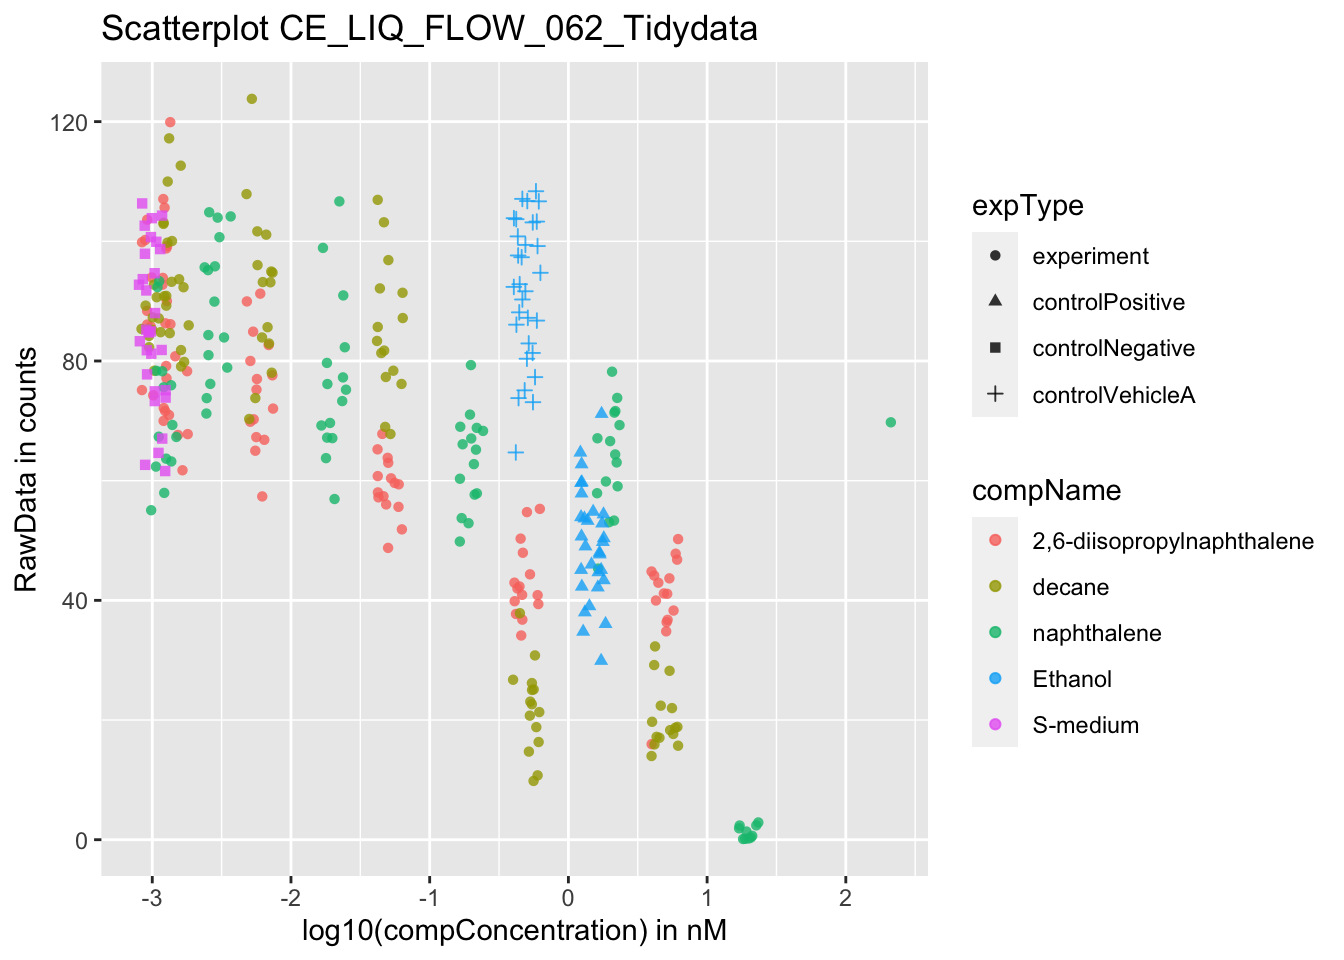 Scatterplot CE_LIQ_FLOW_062_Tidydata
120
80
40
0
RawData in counts
-3 -2 -1 0 1 2
log10(compConcentration) in nM
expType
experiment
controlPositive
controlNegative
controlVehicleA
compName
2,6-diisopropylnaphthalene
decane
naphthalene
Ethanol
S-medium